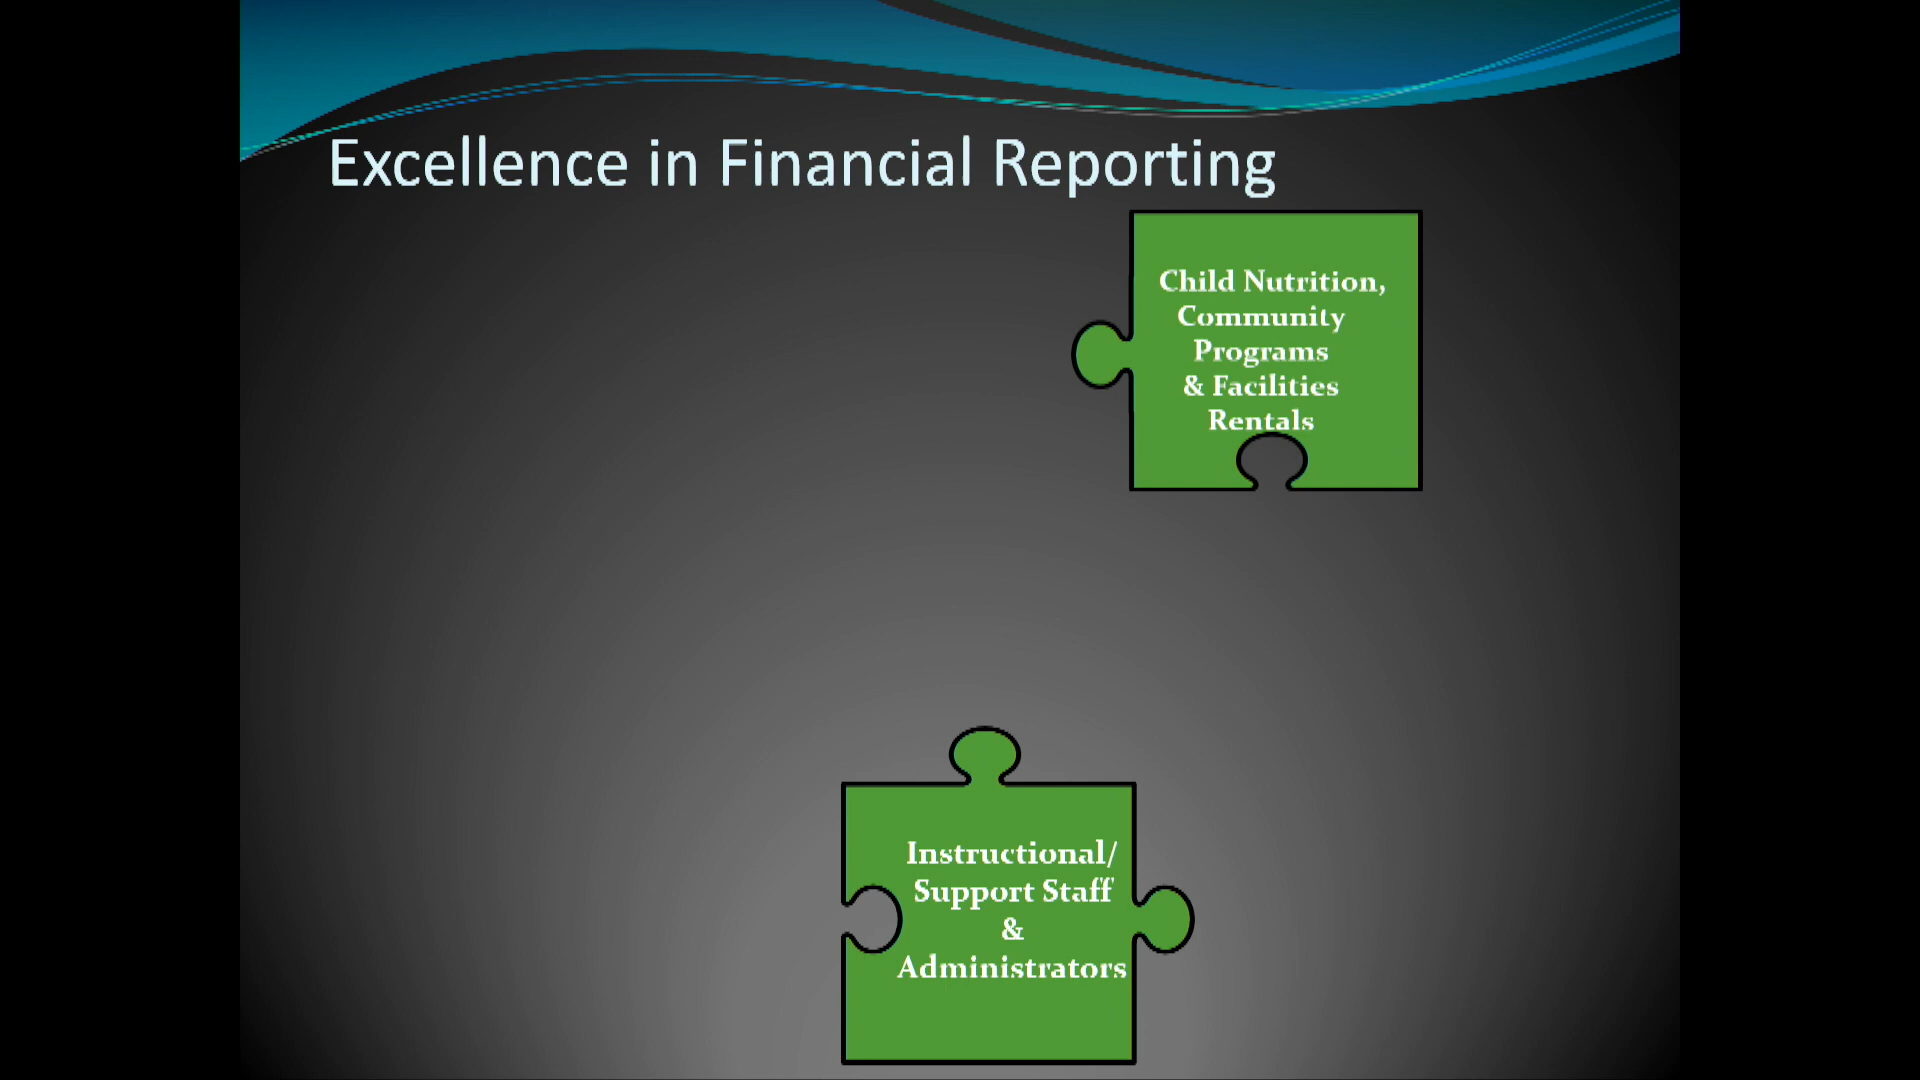 Excellence in Financial Reporting
Child Nutrition,
Community
Programs
& Facilities
Rentals
Instructional/
Support Staff
&
Administrators